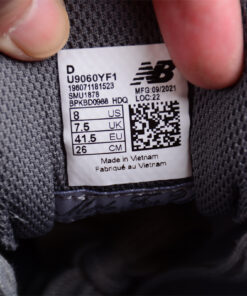 D
U9060YF1
196071181523
SMU1878
BPKBD0988 HDQ
NB
MFG:09/2021
LOC:22
8 US
7.5 UK
41.5 EU
26 CM
Made in Vietnam
Fabriqué au Vietnam